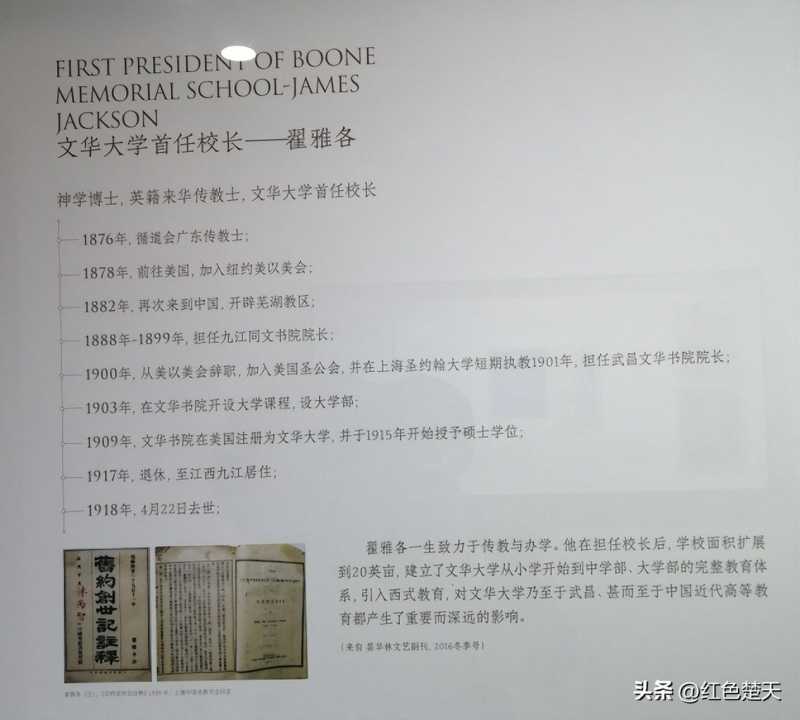 FIRST PRESIDENT OF BOONE
MEMORIAL SCHOOL-JAMES
JACKSON
文华大学首任校长——翟雅各
神学博士, 英籍来华传教士, 文华大学首任校长
1876年, 循道会广东传教士;
1878年, 前往美国, 加入纽约美以美会;
1882年, 再次来到中国, 开辟芜湖教区;
1888年-1899年, 担任九江同文书院院长;
1900年, 从美以美会辞职, 加入美国圣公会, 并在上海圣约翰大学短期执教1901年, 担任武昌文华书院院长;
1903年, 在文华书院开设大学课程, 设大学部;
1909年, 文华书院在美国注册为文华大学, 并于1915年开始授予硕士学位;
1917年, 退休, 至江西九江居住;
1918年, 4月22日去世;
翟雅各一生致力于传教与办学。他在担任校长后, 学校面积扩展
到20英亩, 建立了文华大学从小学开始到中学部、大学部的完整教育体
系, 引入西式教育, 对文华大学乃至于武昌、甚而至于中国近代高等教
育都产生了重要而深远的影响。
(来自 昙华林文艺副刊, 2016冬季号)
舊約創世記註釋
头条 @红色楚天